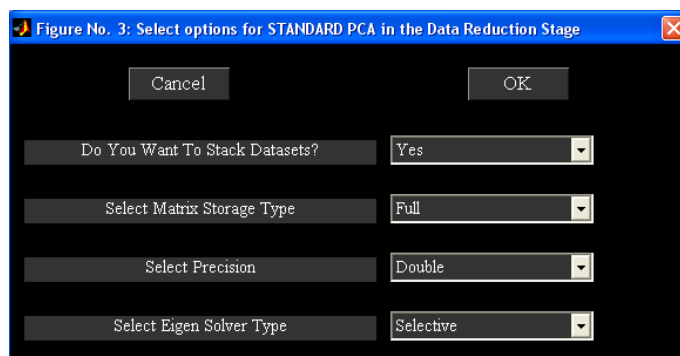 Figure No. 3: Select options for STANDARD PCA in the Data Reduction Stage
Cancel OK
Do You Want To Stack Datasets? Yes
Select Matrix Storage Type Full
Select Precision Double
Select Eigen Solver Type Selective